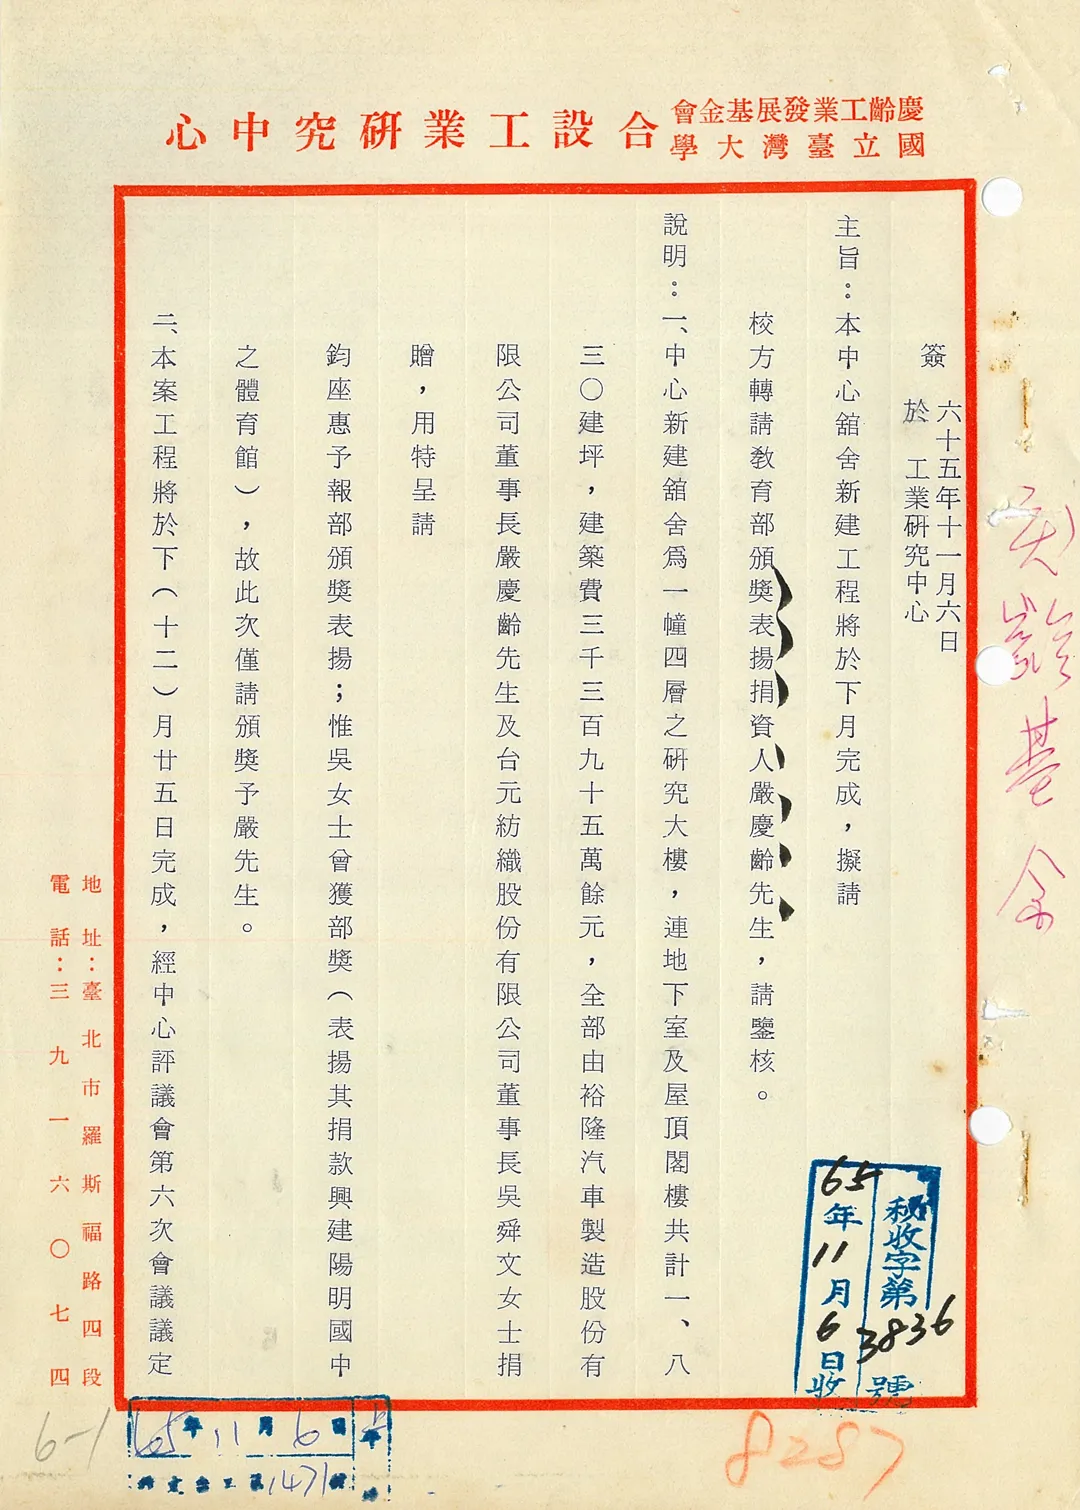 慶齡工業發展基金會
國立臺灣大學
合設工業研究中心
簽
六十五年十一月六日
於 工業研究中心
主旨：本中心舘舍新建工程將於下月完成，擬請
校方轉請教育部頒獎表揚捐資人嚴慶齡先生，請鑒核。
說明：一、中心新建舘舍爲一幢四層之研究大樓，連地下室及屋頂閣樓共計一、八
三〇建坪，建築費三千三百九十五萬餘元，全部由裕隆汽車製造股份有
限公司董事長嚴慶齡先生及台元紡織股份有限公司董事長吳舜文女士捐
贈，用特呈請
鈞座惠予報部頒獎表揚；惟吳女士曾獲部獎（表揚其捐款興建陽明國中
之體育館），故此次僅請頒獎予嚴先生。
二、本案工程將於下（十二）月廿五日完成，經中心評議會第六次會議議定
地址：臺北市羅斯福路四段
電話：三九一六〇七四
秘收字第3836號
65年11月6日收
65年11月6日
1471
慶齡基金
8287
6-1